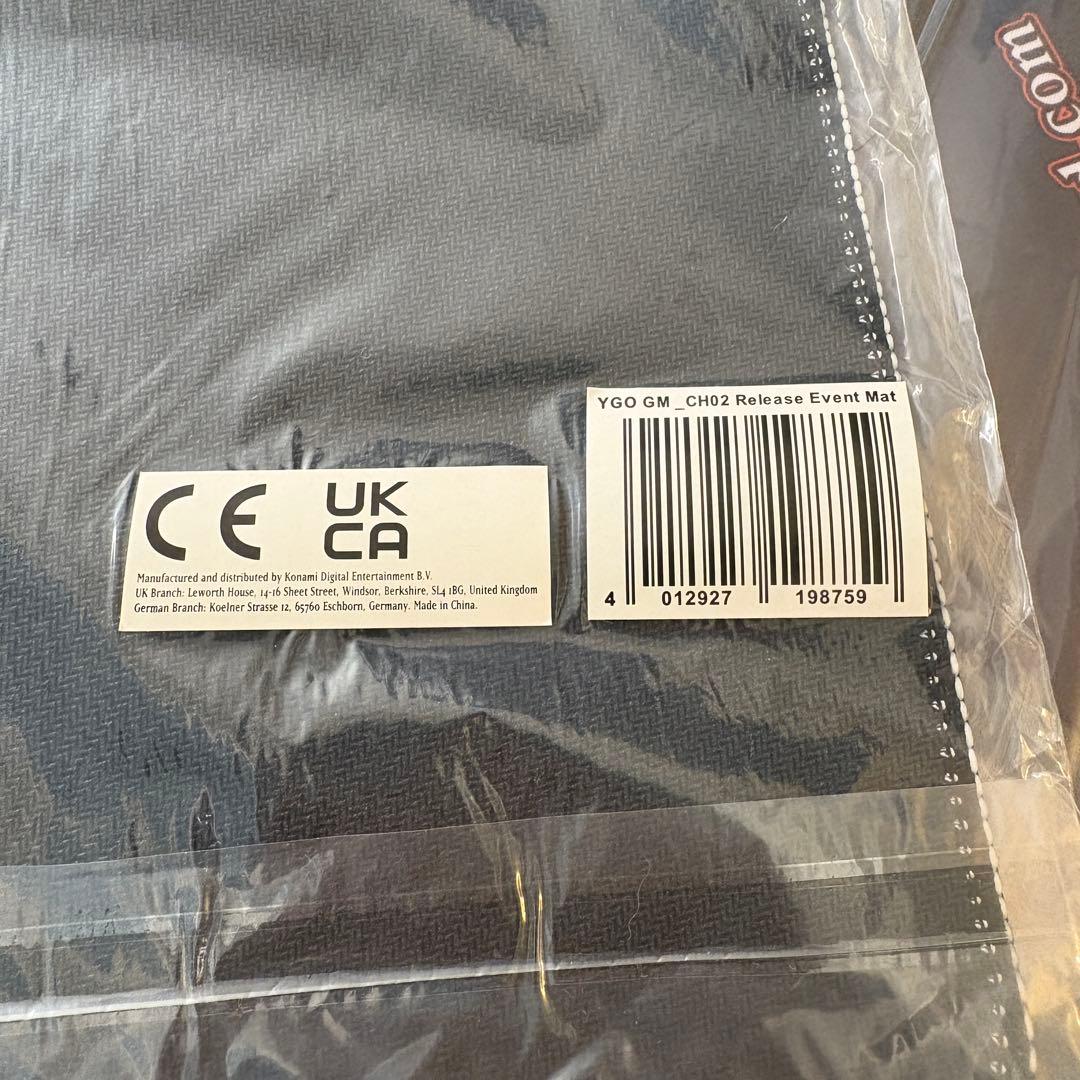 com
YGO GM _CH02 Release Event Mat
4 012927 198759
CE UK
CA
Manufactured and distributed by Konami Digital Entertainment B.V.
UK Branch: Leworth House, 14-16 Sheet Street, Windsor, Berkshire, SL4 1BG, United Kingdom
German Branch: Koelner Strasse 12, 65760 Eschborn, Germany. Made in China.